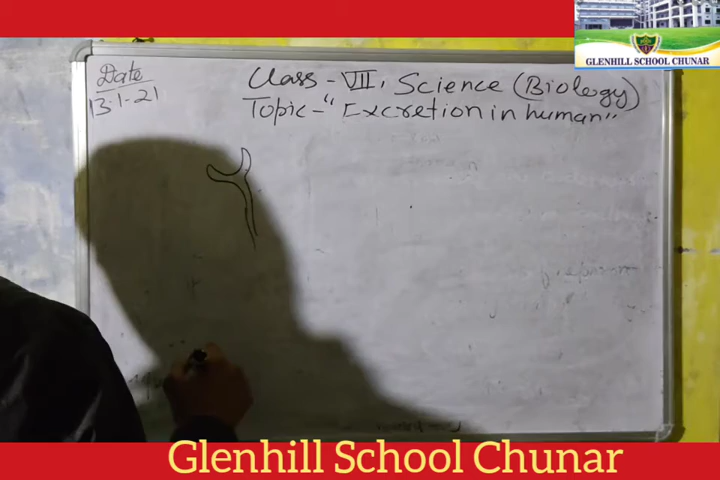 GLENHILL SCHOOL CHUNAR
Date
13-1-21
Class - VII, Science (Biology)
Topic - "Excretion in human"
Glenhill School Chunar